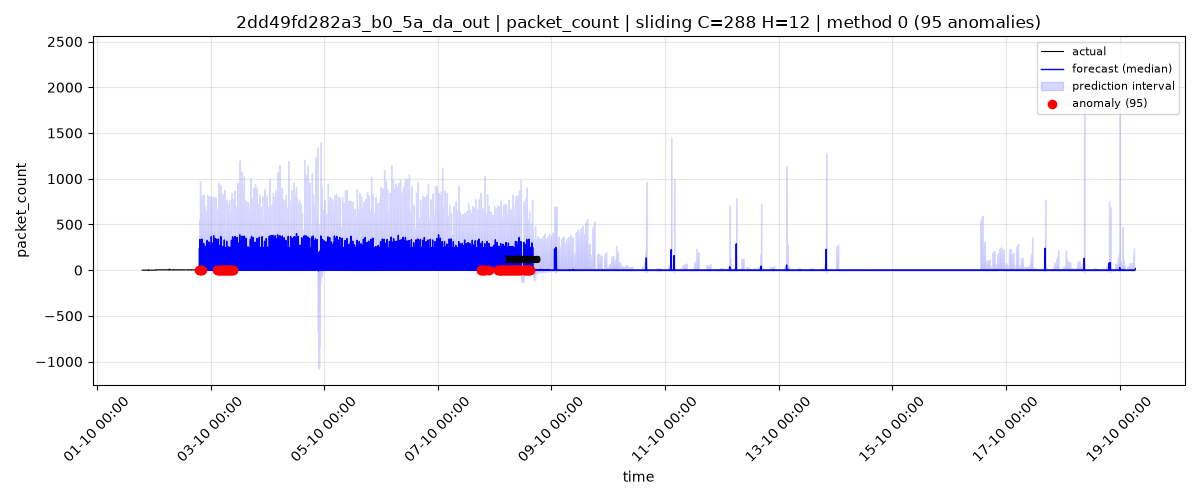 2dd49fd282a3_b0_5a_da_out | packet_count | sliding C=288 H=12 | method 0 (95 anomalies)
actual
forecast (median)
prediction interval
anomaly (95)
packet_count
2500
2000
1500
1000
500
0
−500
−1000
01-10 00:00
03-10 00:00
05-10 00:00
07-10 00:00
09-10 00:00
11-10 00:00
13-10 00:00
15-10 00:00
17-10 00:00
19-10 00:00
time